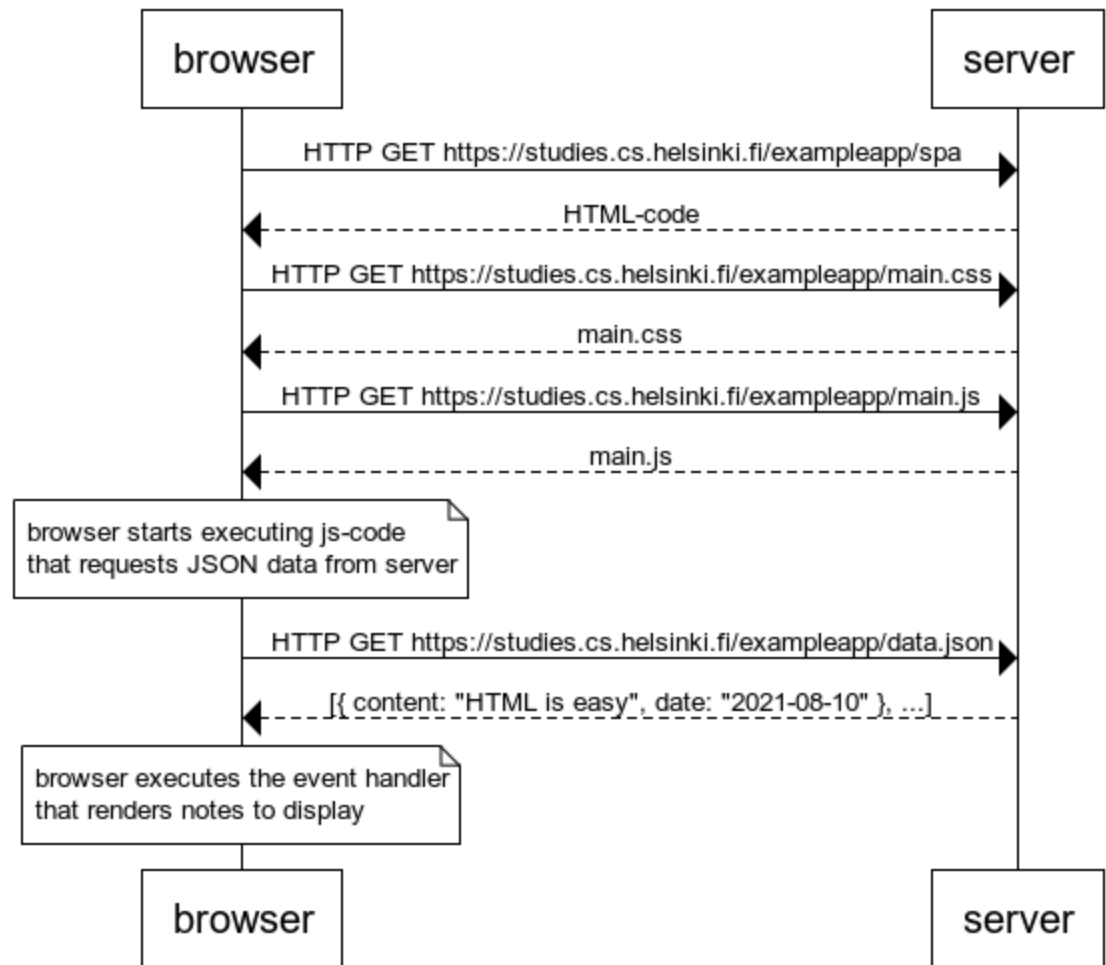 browser
server
HTTP GET https://studies.cs.helsinki.fi/exampleapp/spa
HTML-code
HTTP GET https://studies.cs.helsinki.fi/exampleapp/main.css
main.css
HTTP GET https://studies.cs.helsinki.fi/exampleapp/main.js
main.js
browser starts executing js-code
that requests JSON data from server
HTTP GET https://studies.cs.helsinki.fi/exampleapp/data.json
[{ content: "HTML is easy", date: "2021-08-10" }, ...]
browser executes the event handler
that renders notes to display
browser
server